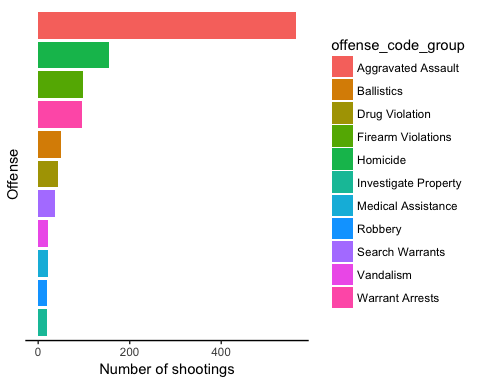 offense_code_group
Aggravated Assault
Ballistics
Drug Violation
Firearm Violations
Homicide
Investigate Property
Medical Assistance
Robbery
Search Warrants
Vandalism
Warrant Arrests
Offense
0 200 400
Number of shootings